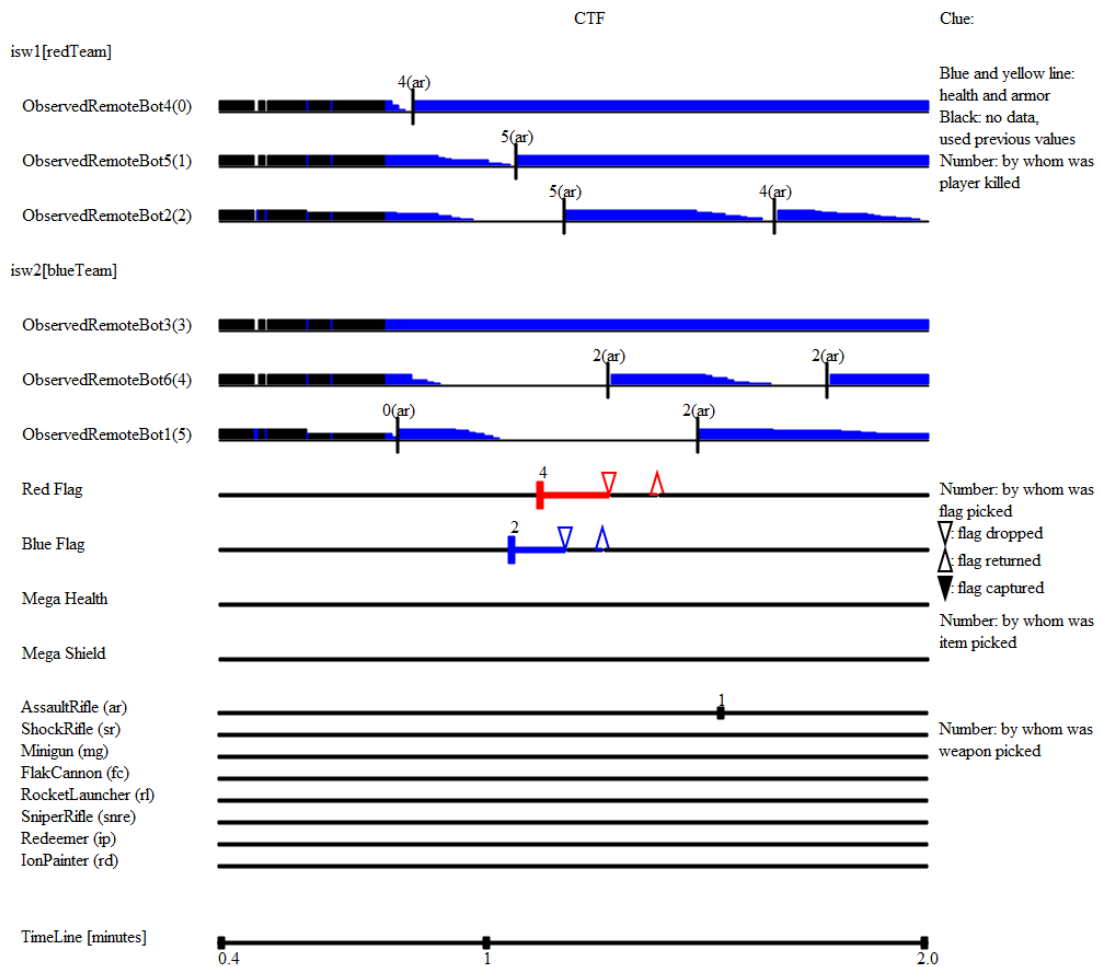 CTF
Clue:
isw1[redTeam]
4(ar)
Blue and yellow line:
health and armor
Black: no data,
used previous values
Number: by whom was
player killed
ObservedRemoteBot4(0)
5(ar)
ObservedRemoteBot5(1)
5(ar)
4(ar)
ObservedRemoteBot2(2)
isw2[blueTeam]
ObservedRemoteBot3(3)
2(ar)
2(ar)
ObservedRemoteBot6(4)
0(ar)
2(ar)
ObservedRemoteBot1(5)
4
Red Flag
Number: by whom was
flag picked
: flag dropped
: flag returned
: flag captured
2
Blue Flag
Mega Health
Number: by whom was
item picked
Mega Shield
1
AssaultRifle (ar)
ShockRifle (sr)
Number: by whom was
weapon picked
Minigun (mg)
FlakCannon (fc)
RocketLauncher (rl)
SniperRifle (snre)
Redeemer (ip)
IonPainter (rd)
TimeLine [minutes]
0.4
1
2.0